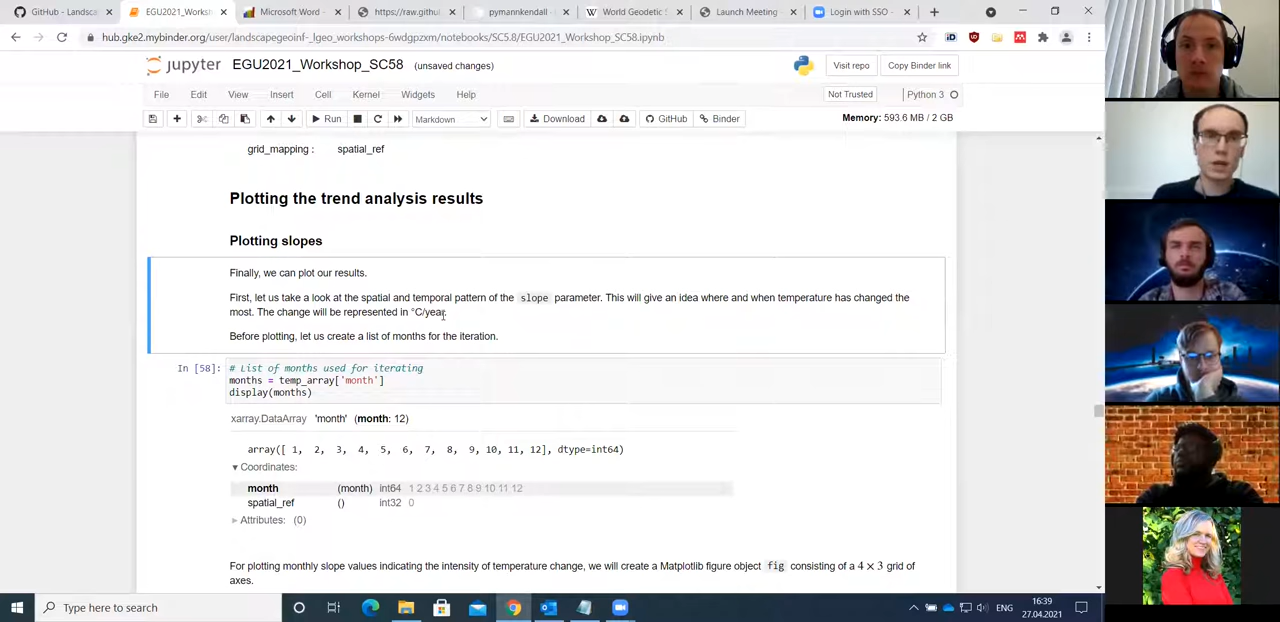 GitHub - Landsca
EGU2021_Worksh
Microsoft Word -
https://raw.githu
pymannkendall -
World Geodetic S
Launch Meeting -
Login with SSO -
hub.gke2.mybinder.org/user/landscapegeoinf-_lgeo_workshops-6wdgpzxm/notebooks/SC5.8/EGU2021_Workshop_SC58.ipynb
jupyter EGU2021_Workshop_SC58 (unsaved changes)
Visit repo Copy Binder link
File Edit View Insert Cell Kernel Widgets Help
Not Trusted Python 3
Run Markdown Download GitHub Binder
Memory: 593.6 MB / 2 GB
grid_mapping : spatial_ref
Plotting the trend analysis results
Plotting slopes
Finally, we can plot our results.
First, let us take a look at the spatial and temporal pattern of the slope parameter. This will give an idea where and when temperature has changed the
most. The change will be represented in °C/year.
Before plotting, let us create a list of months for the iteration.
In [58]: # List of months used for iterating
months = temp_array['month']
display(months)
xarray.DataArray 'month' (month: 12)
array([ 1, 2, 3, 4, 5, 6, 7, 8, 9, 10, 11, 12], dtype=int64)
▼Coordinates:
month (month) int64 1 2 3 4 5 6 7 8 9 10 11 12
spatial_ref () int32 0
►Attributes: (0)
For plotting monthly slope values indicating the intensity of temperature change, we will create a Matplotlib figure object fig consisting of a 4 × 3 grid of
axes.
Type here to search
ENG
16:39
27.04.2021